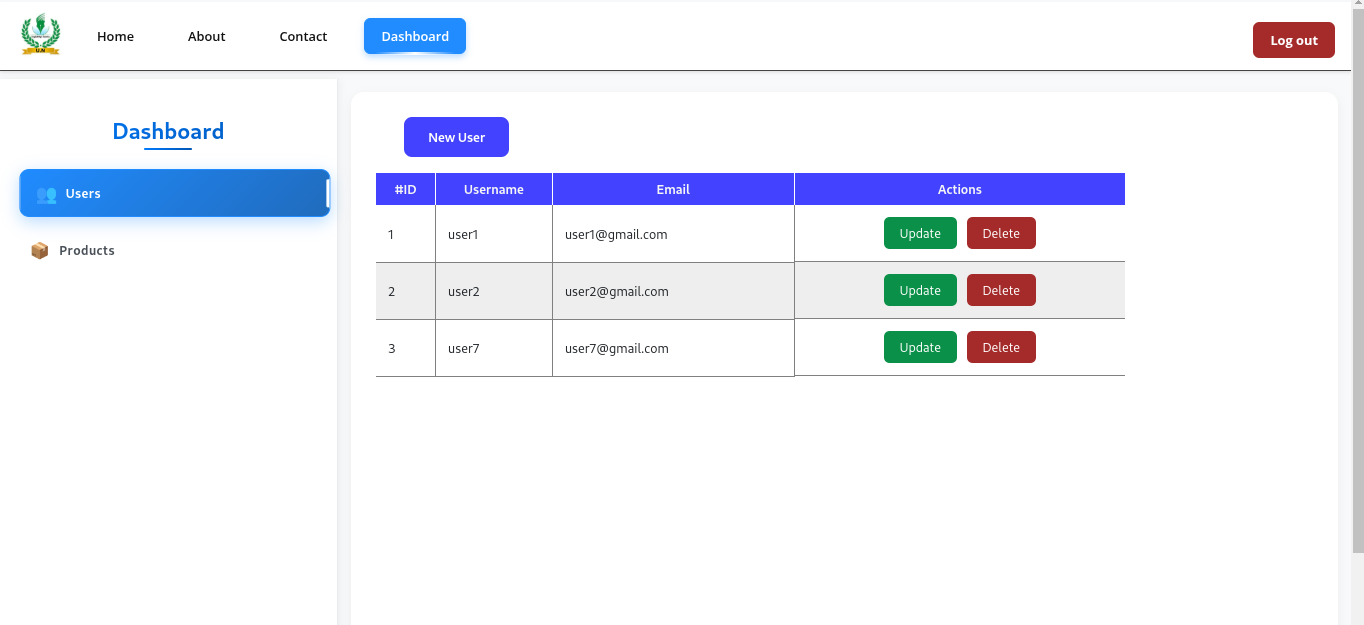 Home About Contact Dashboard Log out
Dashboard
👥 Users
📦 Products
New User
#ID Username Email Actions
1 user1 user1@gmail.com Update Delete
2 user2 user2@gmail.com Update Delete
3 user7 user7@gmail.com Update Delete